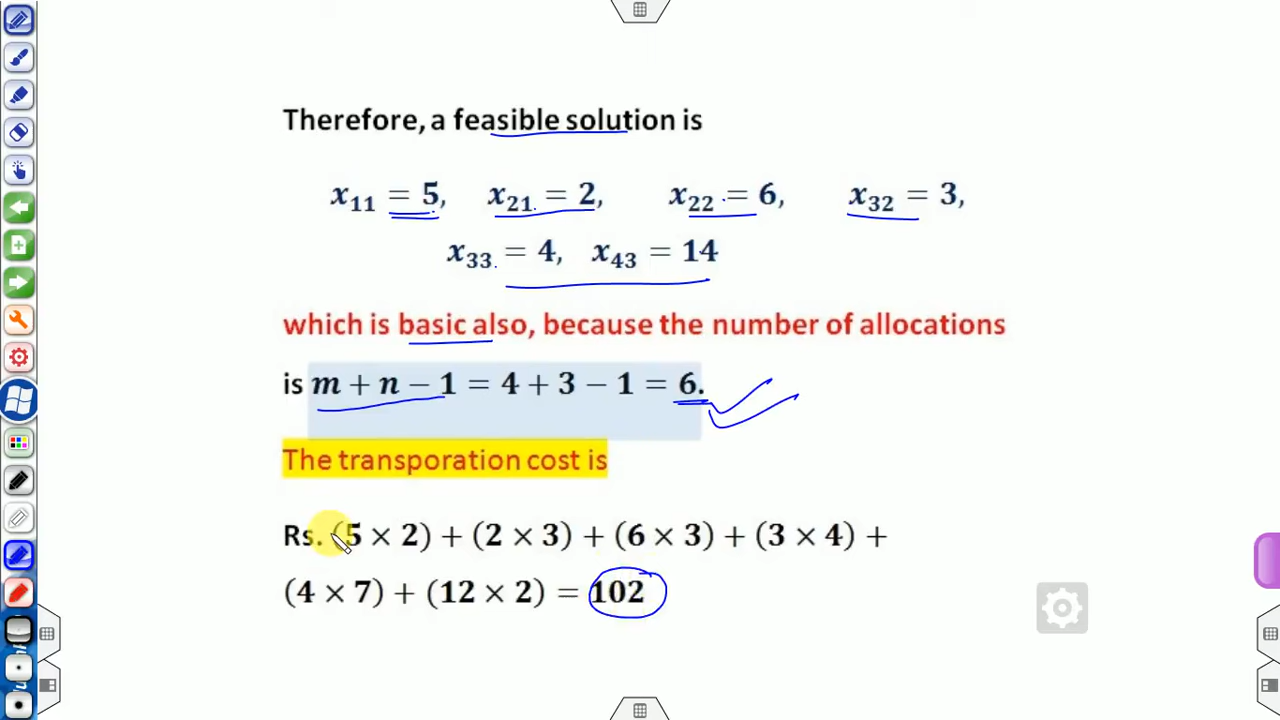 Therefore, a feasible solution is
x₁₁ = 5, x₂₁ = 2, x₂₂ = 6, x₃₂ = 3,
x₃₃ = 4, x₄₃ = 14
which is basic also, because the number of allocations
is m + n − 1 = 4 + 3 − 1 = 6.
The transporation cost is
Rs. (5 × 2) + (2 × 3) + (6 × 3) + (3 × 4) +
(4 × 7) + (12 × 2) = 102